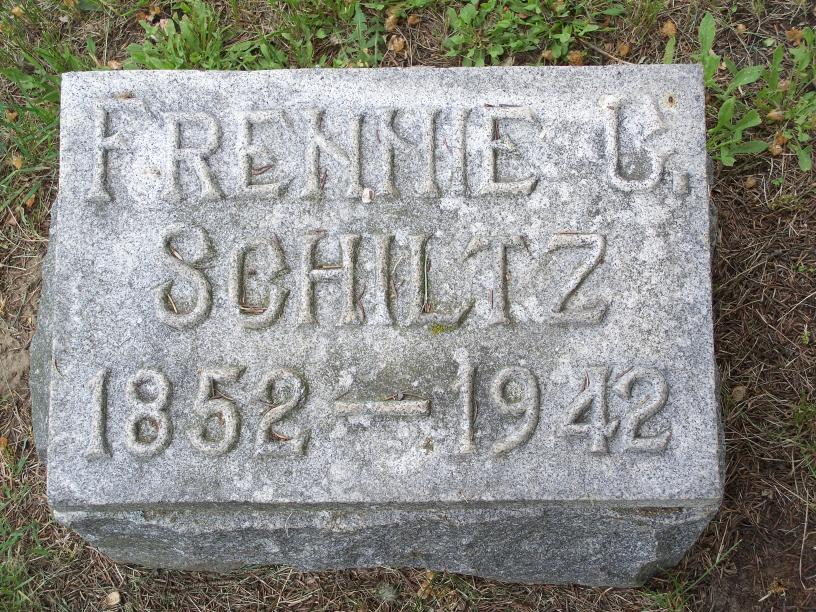 FRENNIE C.
SCHILTZ
1852 — 1942